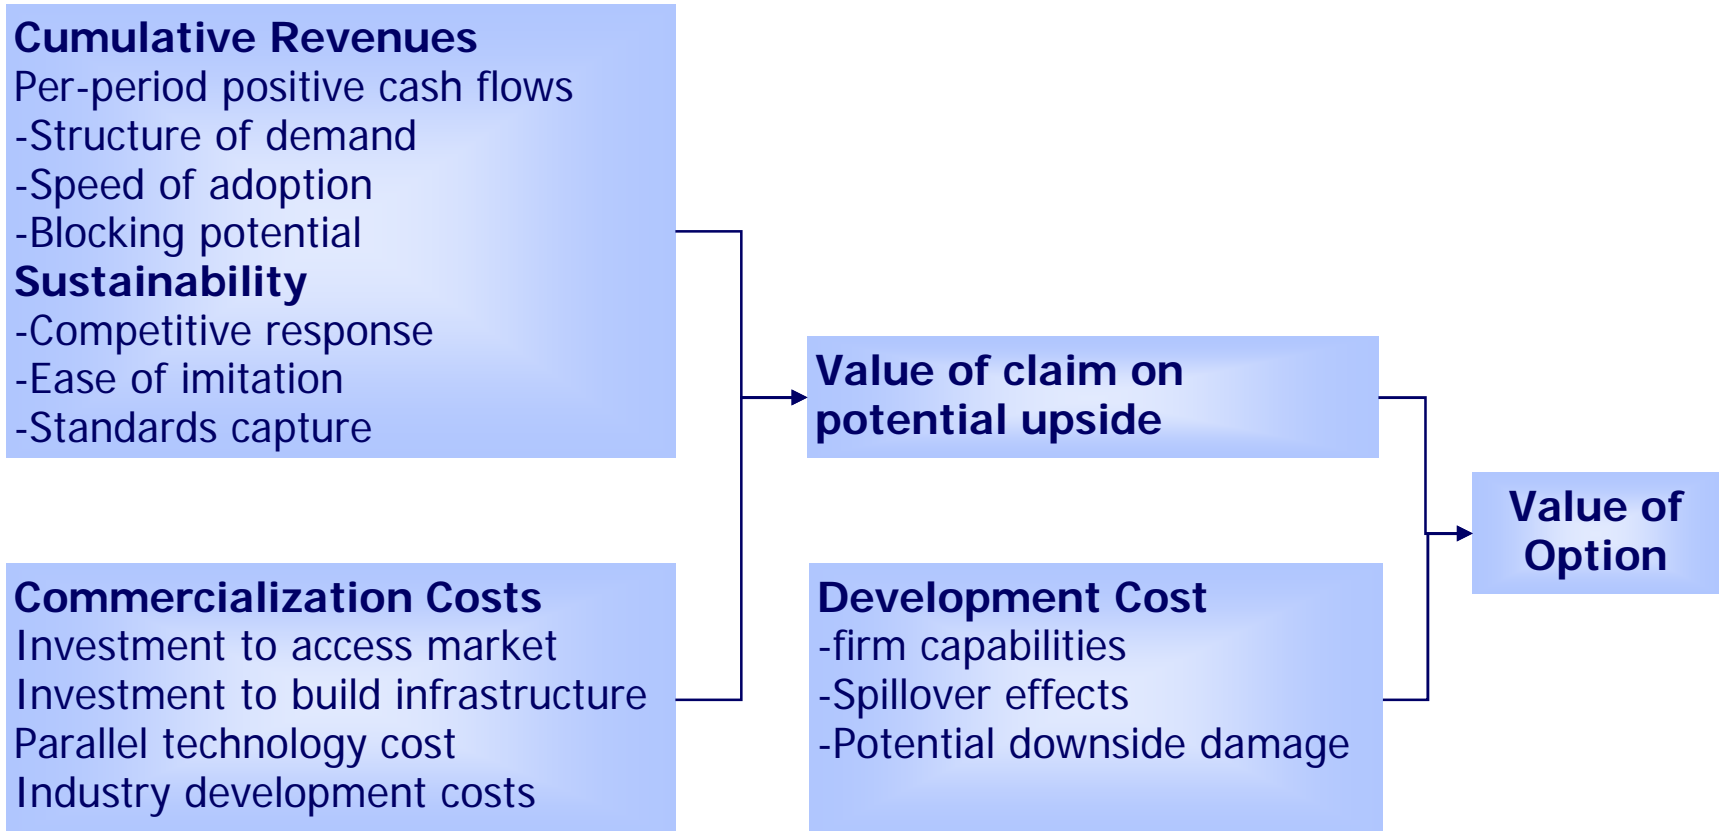 Cumulative Revenues
Per-period positive cash flows
-Structure of demand
-Speed of adoption
-Blocking potential
Sustainability
-Competitive response
-Ease of imitation
-Standards capture
Value of claim on
potential upside
Value of
Option
Commercialization Costs
Investment to access market
Investment to build infrastructure
Parallel technology cost
Industry development costs
Development Cost
-firm capabilities
-Spillover effects
-Potential downside damage